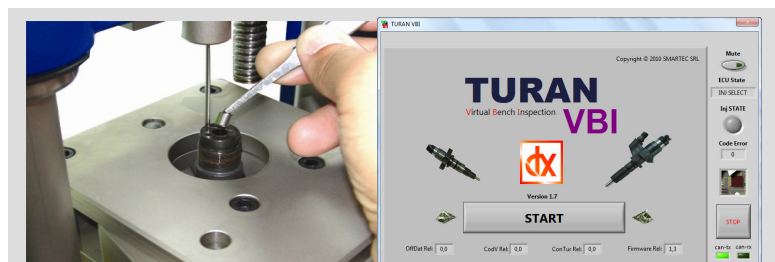 TURAN VBI
Copyright © 2010 SMARTEC SRL
Mute
ECU State
INJ SELECT
Inj STATE
Code Error
0
TURAN
Virtual Bench Inspection
VBI
dx
Version 1.7
START
STOP
OffDat Rel: 0,0
CodV Rel: 0,0
ConTur Rel: 0,0
Firmware Rel: 1,3
can-tx can-rx